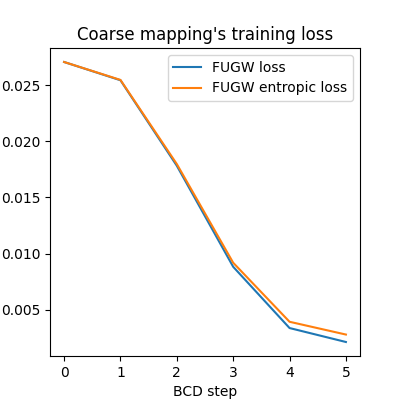 Coarse mapping's training loss
FUGW loss
FUGW entropic loss
0.025
0.020
0.015
0.010
0.005
0 1 2 3 4 5
BCD step